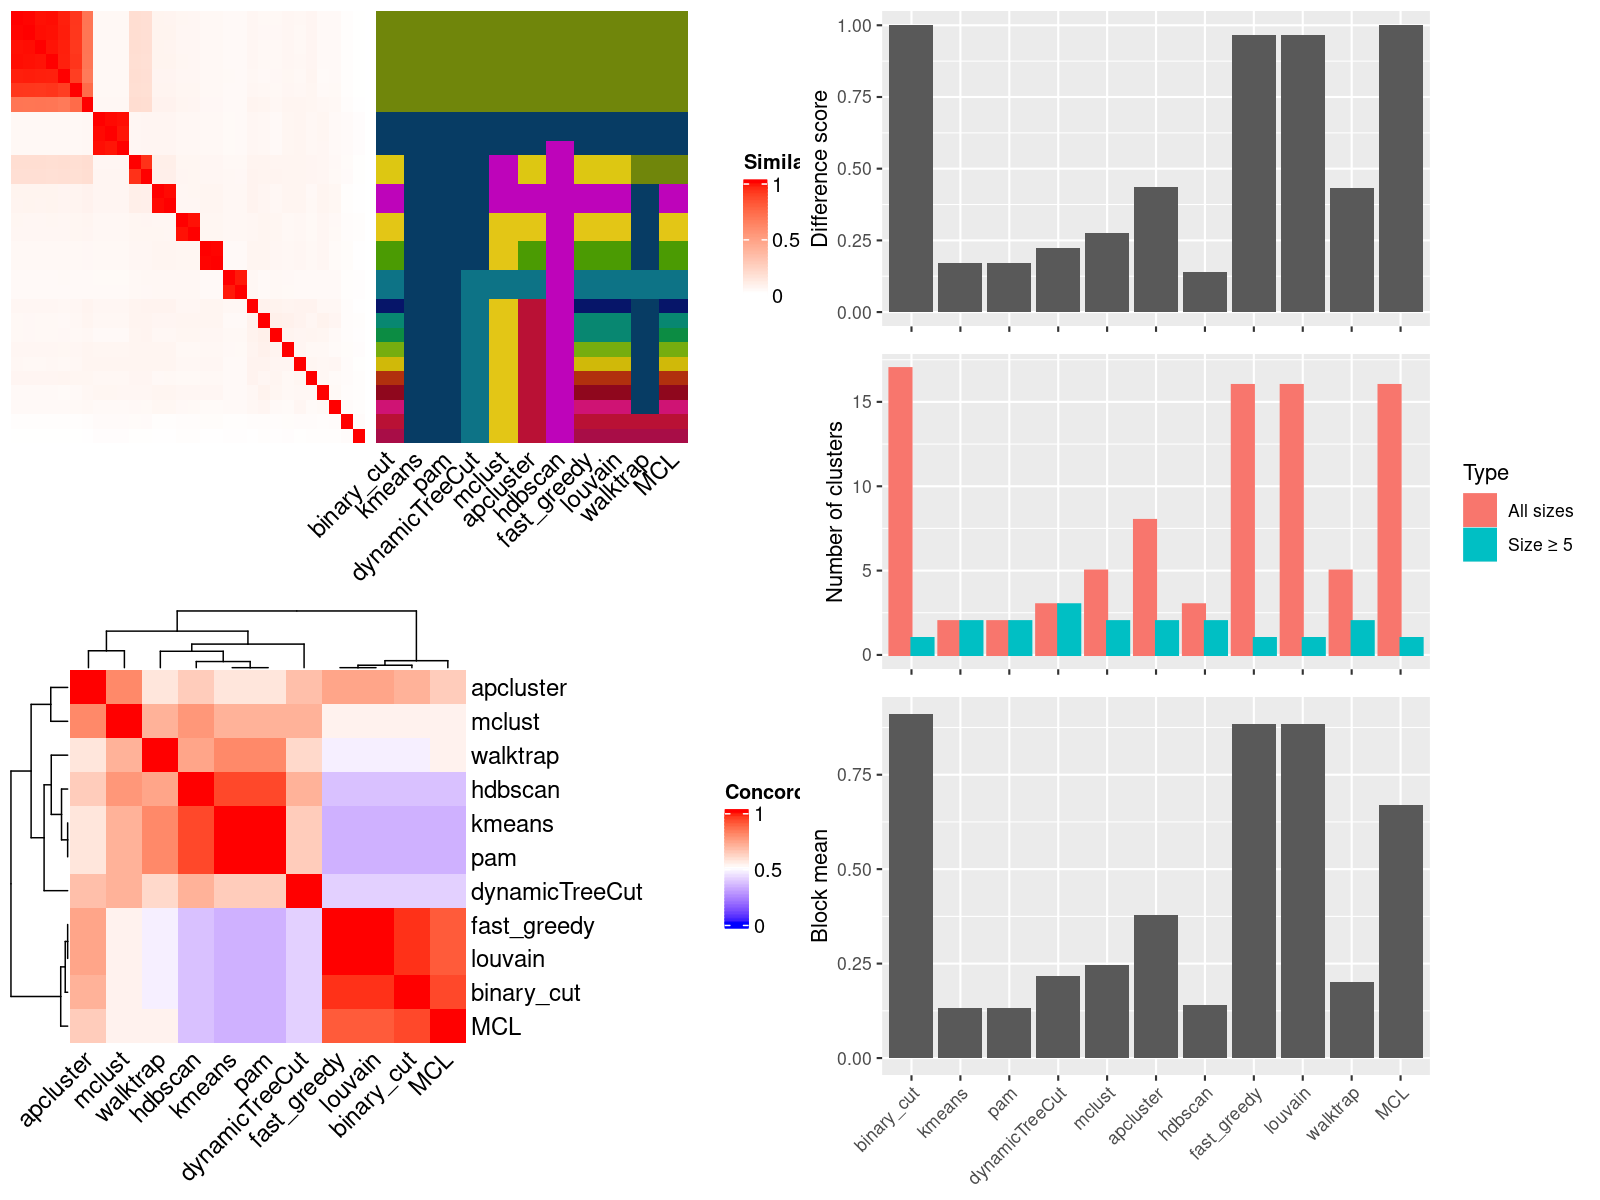 binary_cut
kmeans
pam
dynamicTreeCut
mclust
apcluster
hdbscan
fast_greedy
louvain
walktrap
MCL
Simila
1
0.5
0
apcluster
mclust
walktrap
hdbscan
kmeans
pam
dynamicTreeCut
fast_greedy
louvain
binary_cut
MCL
apcluster
mclust
walktrap
hdbscan
kmeans
pam
dynamicTreeCut
fast_greedy
louvain
binary_cut
MCL
Concord
1
0.5
0
Difference score
1.00
0.75
0.50
0.25
0.00
Number of clusters
15
10
5
0
Type
All sizes
Size ≥ 5
Block mean
0.75
0.50
0.25
0.00
binary_cut
kmeans
pam
dynamicTreeCut
mclust
apcluster
hdbscan
fast_greedy
louvain
walktrap
MCL